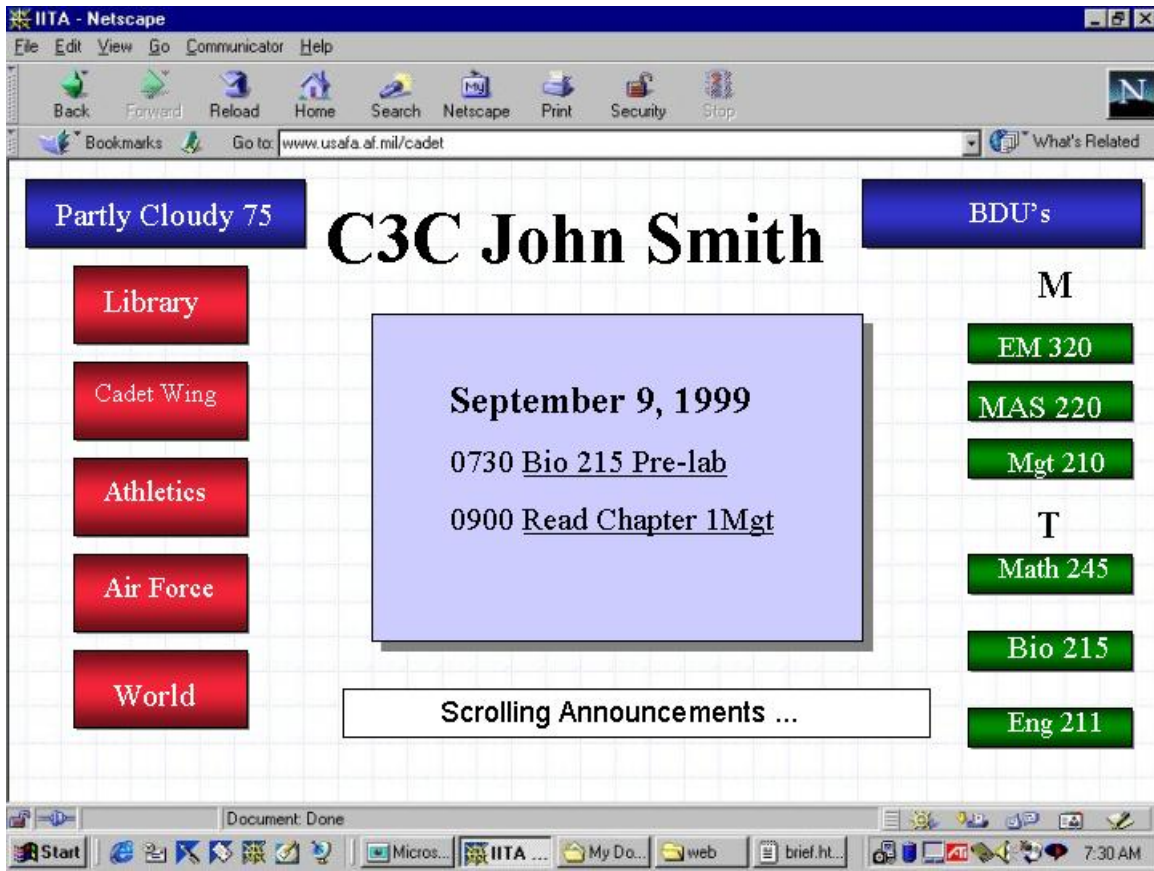 IITA - Netscape
File Edit View Go Communicator Help
Back Forward Reload Home Search Netscape Print Security Stop
N
Bookmarks Go to: www.usafa.af.mil/cadet What's Related
Partly Cloudy 75
C3C John Smith
BDU's
Library
Cadet Wing
Athletics
Air Force
World
September 9, 1999
0730 Bio 215 Pre-lab
0900 Read Chapter 1Mgt
Scrolling Announcements ...
M
EM 320
MAS 220
Mgt 210
T
Math 245
Bio 215
Eng 211
Document: Done
Start Micros... IITA ... My Do... web brief.ht... 7:30 AM